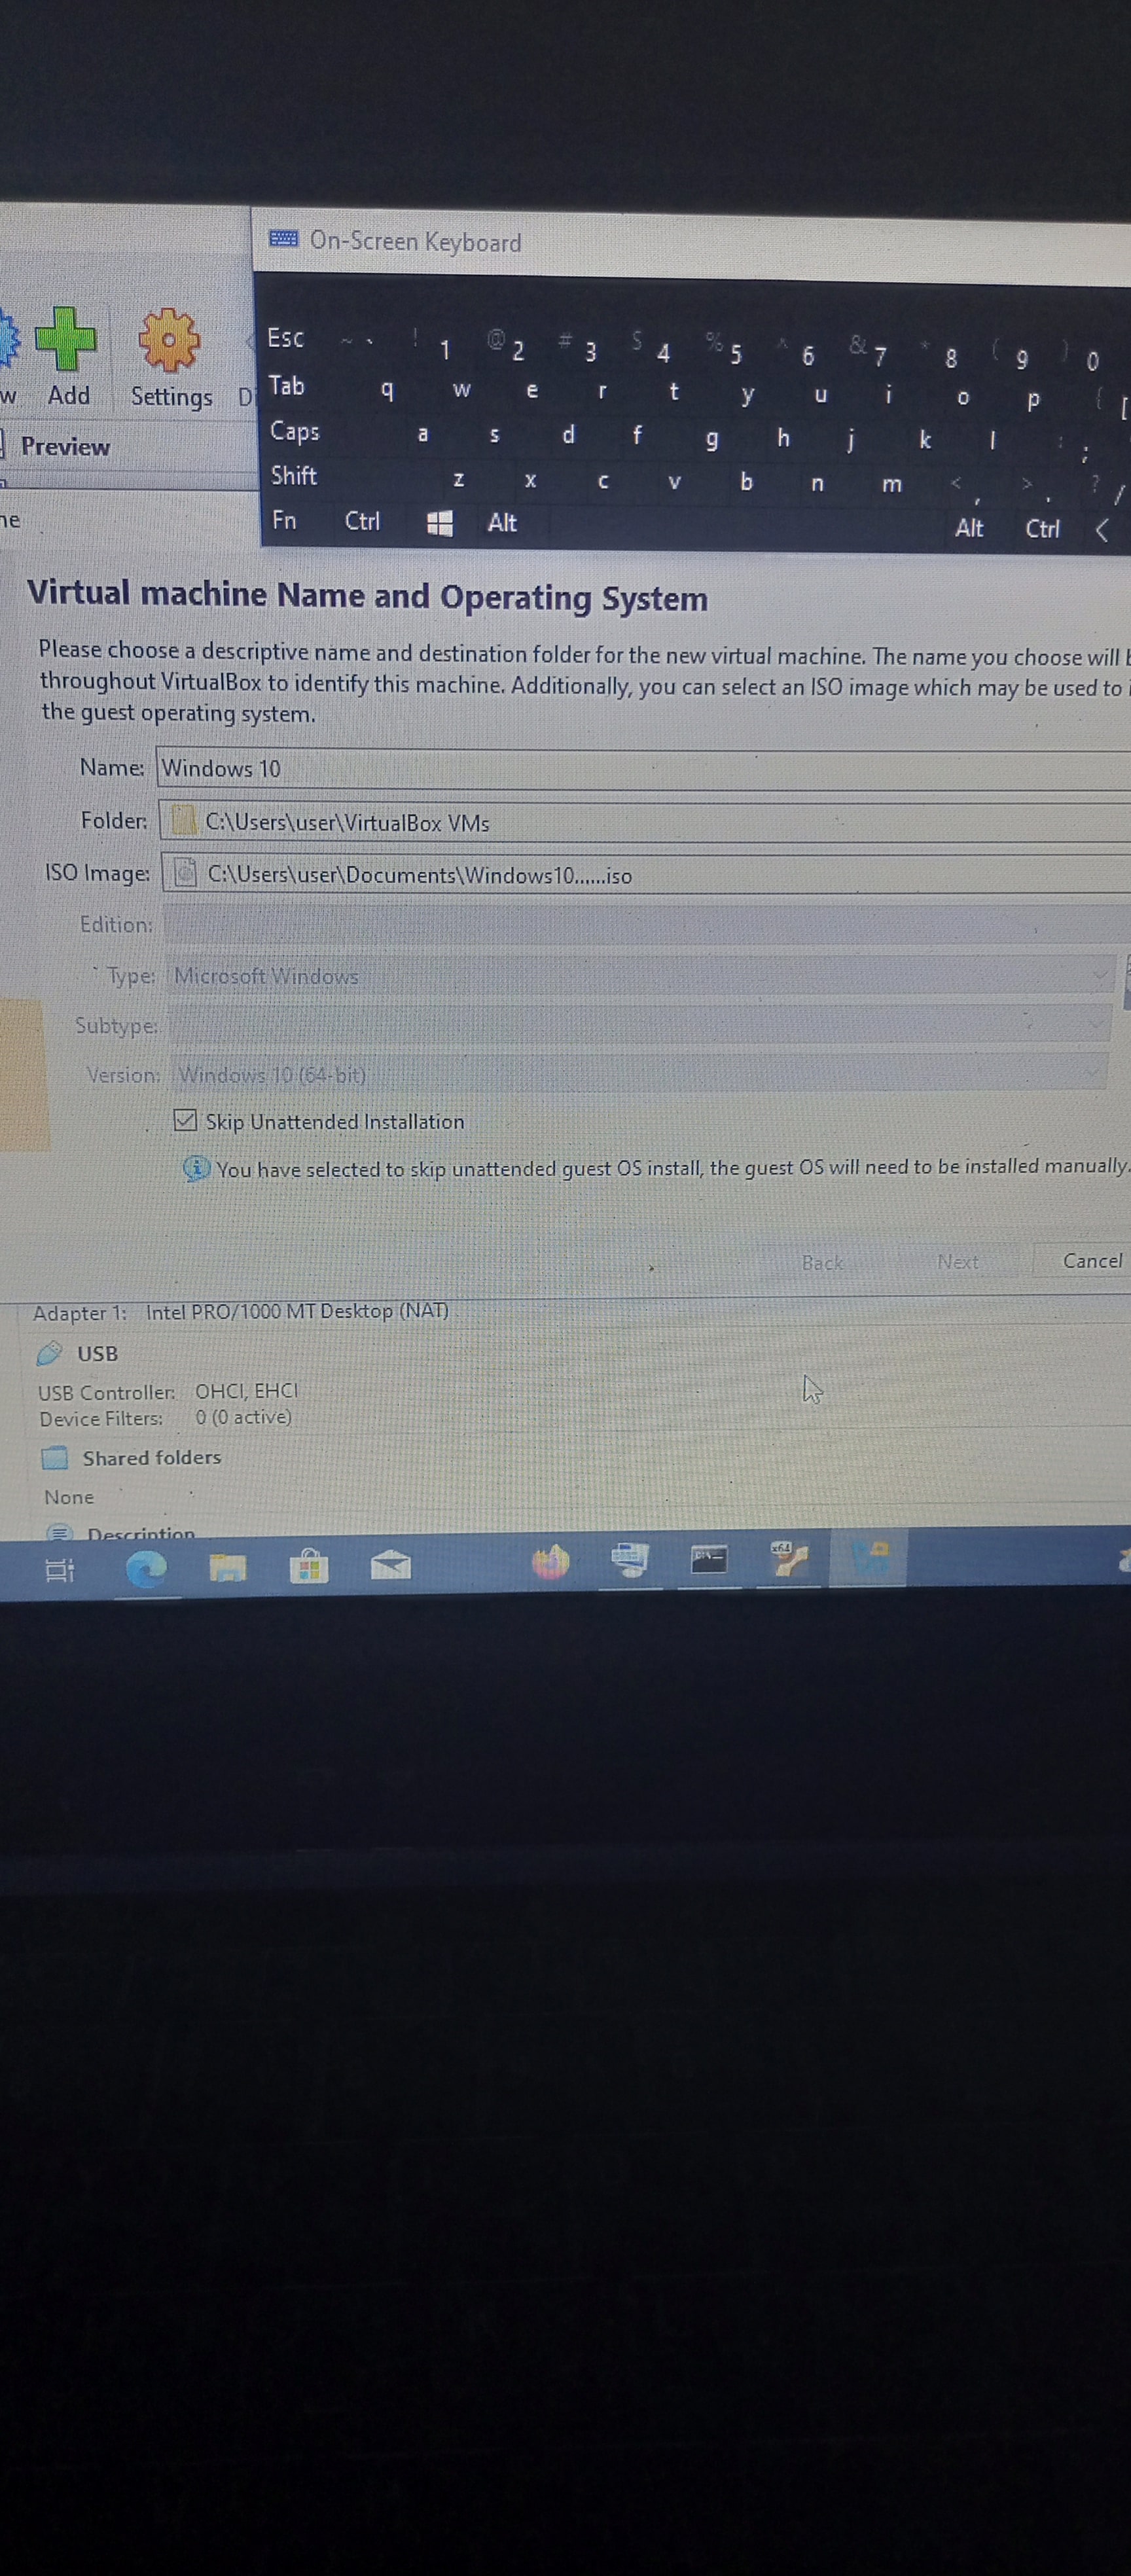 On-Screen Keyboard
Esc ~ ` ! 1 @ 2 # 3 $ 4 % 5 ^ 6 & 7 * 8 ( 9 ) 0
Tab q w e r t y u i o p { [
Caps a s d f g h j k l : ;
Shift z x c v b n m < , > . ? /
Fn Ctrl Alt Alt Ctrl
w Add Settings D
Preview
ne
Virtual machine Name and Operating System
Please choose a descriptive name and destination folder for the new virtual machine. The name you choose will
throughout VirtualBox to identify this machine. Additionally, you can select an ISO image which may be used to
the guest operating system.
Name: Windows 10
Folder: C:\Users\user\VirtualBox VMs
ISO Image: C:\Users\user\Documents\Windows10......iso
Edition:
Type: Microsoft Windows
Subtype:
Version: Windows 10 (64-bit)
Skip Unattended Installation
You have selected to skip unattended guest OS install, the guest OS will need to be installed manually.
Back Next Cancel
Adapter 1: Intel PRO/1000 MT Desktop (NAT)
USB
USB Controller: OHCI, EHCI
Device Filters: 0 (0 active)
Shared folders
None
Description
x64